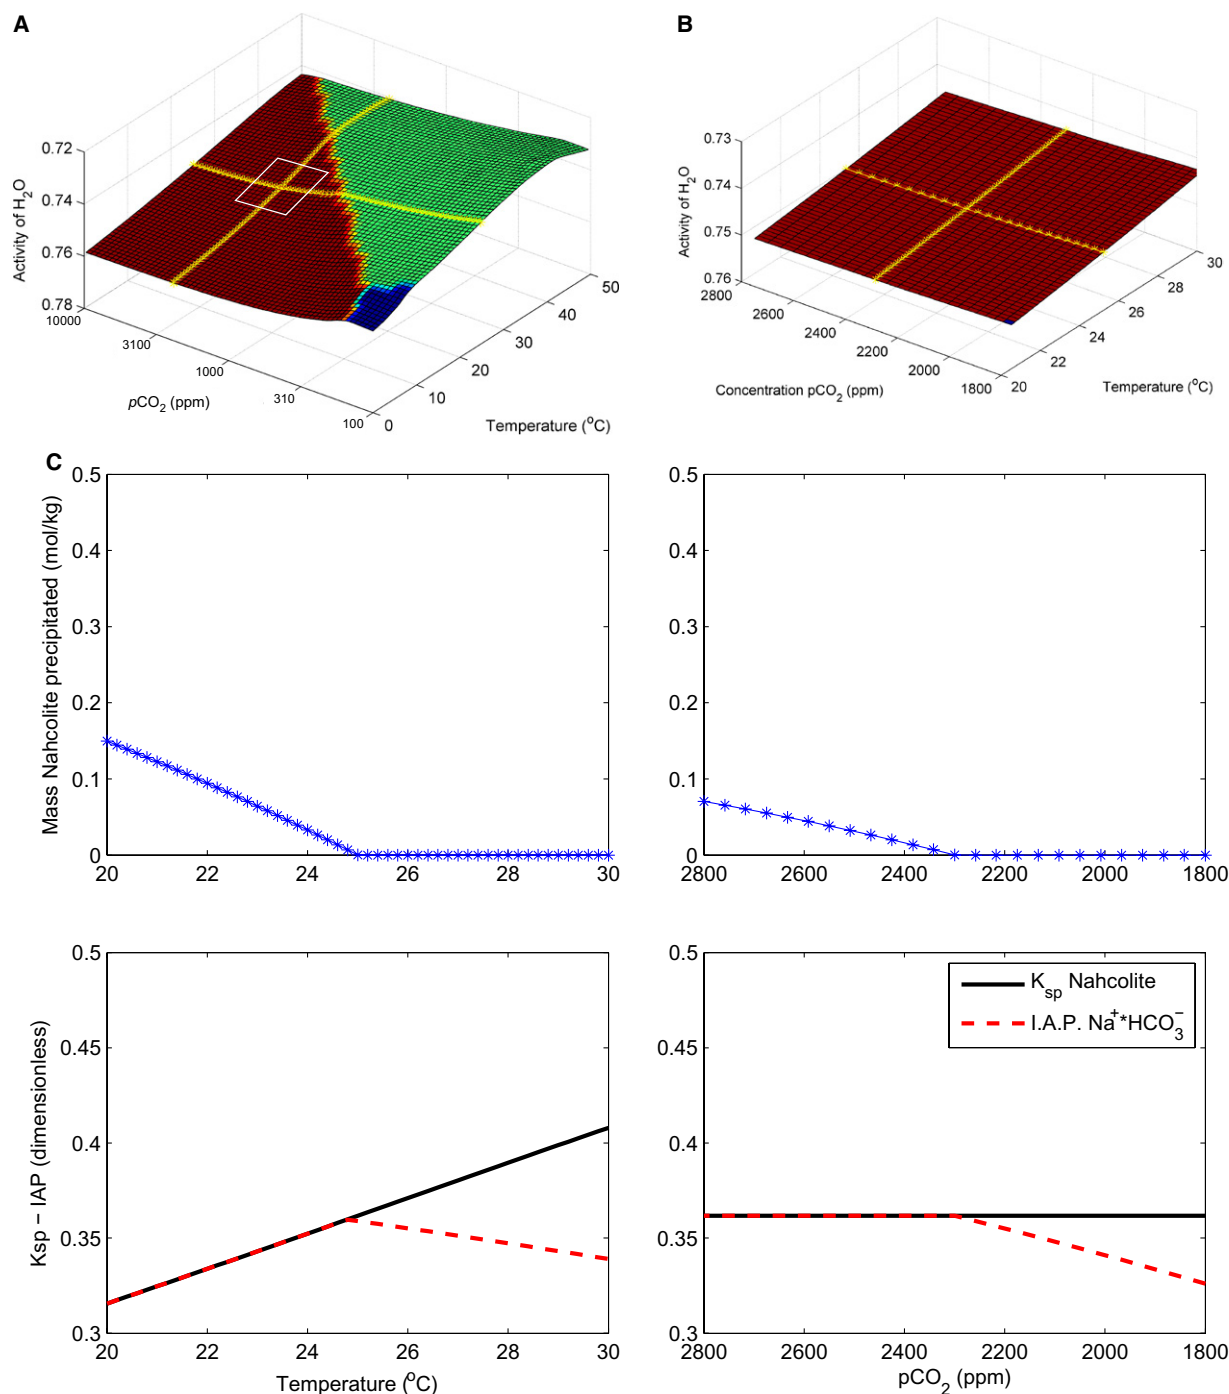 A
B
Activity of H2O
0.72
0.74
0.76
0.78
10000
3100
1000
310
100
pCO2 (ppm)
0
10
20
30
40
50
Temperature (oC)
Activity of H2O
0.73
0.74
0.75
0.76
2800
2600
2400
2200
2000
1800
Concentration pCO2 (ppm)
20
22
24
26
28
30
Temperature (oC)
C
Mass Nahcolite precipitated (mol/kg)
0.5
0.4
0.3
0.2
0.1
0
20 22 24 26 28 30
0.5
0.4
0.3
0.2
0.1
0
2800 2600 2400 2200 2000 1800
Ksp − IAP (dimensionless)
0.5
0.45
0.4
0.35
0.3
20 22 24 26 28 30
Temperature (oC)
0.5
0.45
0.4
0.35
0.3
Ksp Nahcolite
I.A.P. Na+*HCO3−
2800 2600 2400 2200 2000 1800
pCO2 (ppm)